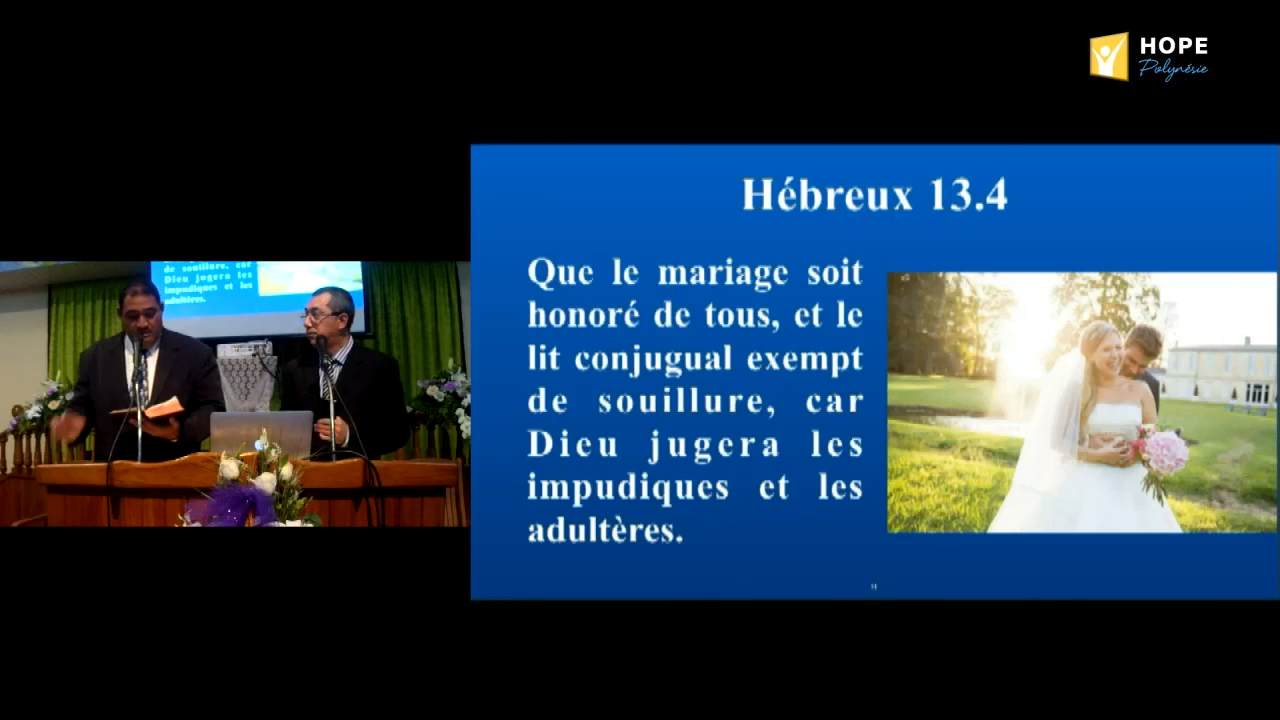 HOPE
Polynésie
Hébreux 13.4
Que le mariage soit
honoré de tous, et le
lit conjugual exempt
de souillure, car
Dieu jugera les
impudiques et les
adultères.
de souillure, car
Dieu jugera les
impudiques et les
adultères.